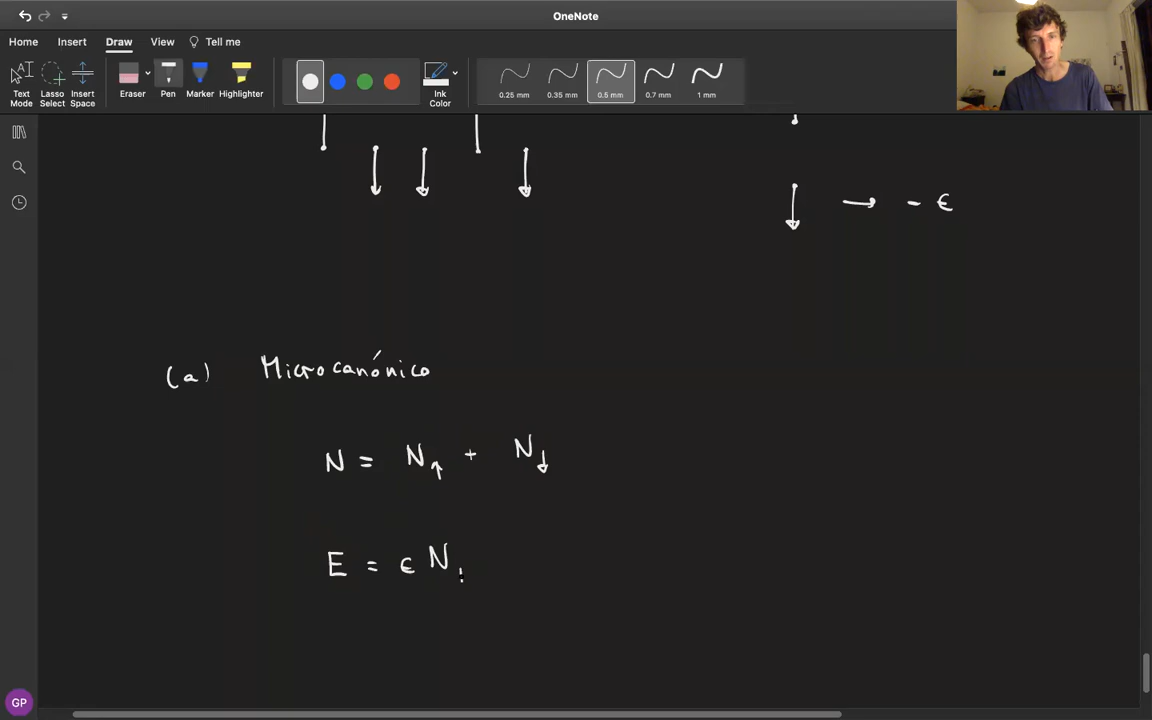 OneNote
Home Insert Draw View Tell me
Text Mode Lasso Select Insert Space Eraser Pen Marker Highlighter Ink Color 0.25 mm 0.35 mm 0.5 mm 0.7 mm 1 mm
→ - ε
(a) Microcanónico
N = N↑ + N↓
E = ε N
GP